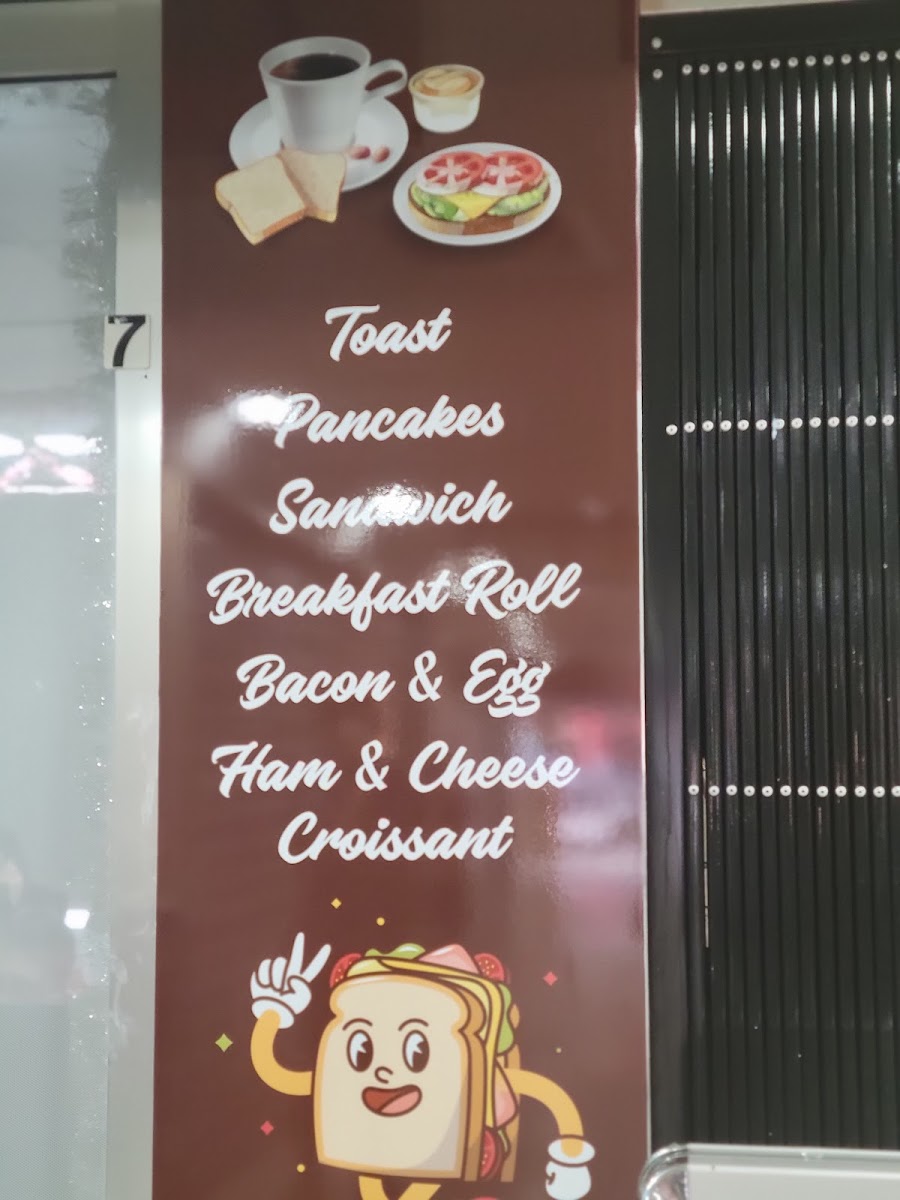 7
Toast
Pancakes
Sandwich
Breakfast Roll
Bacon & Egg
Ham & Cheese
Croissant